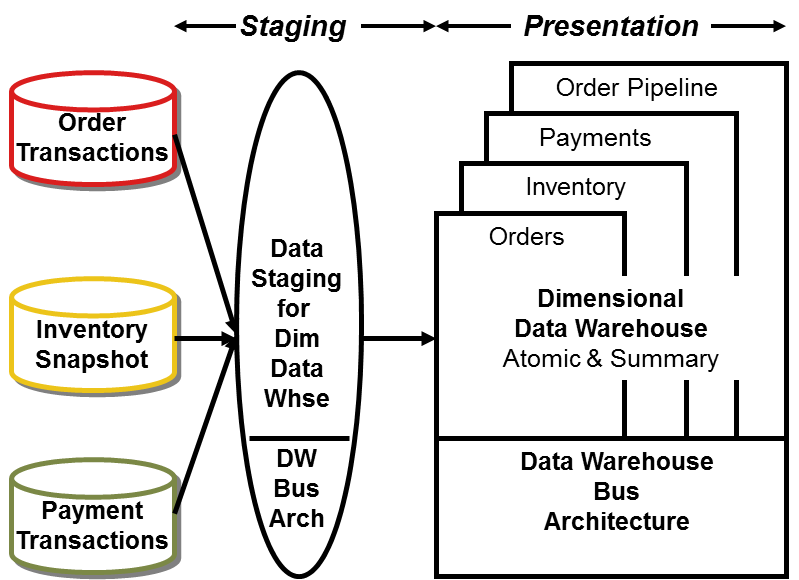 Staging
Presentation
Order
Transactions
Inventory
Snapshot
Payment
Transactions
Data
Staging
for
Dim
Data
Whse
DW
Bus
Arch
Order Pipeline
Payments
Inventory
Orders
Dimensional
Data Warehouse
Atomic & Summary
Data Warehouse
Bus
Architecture